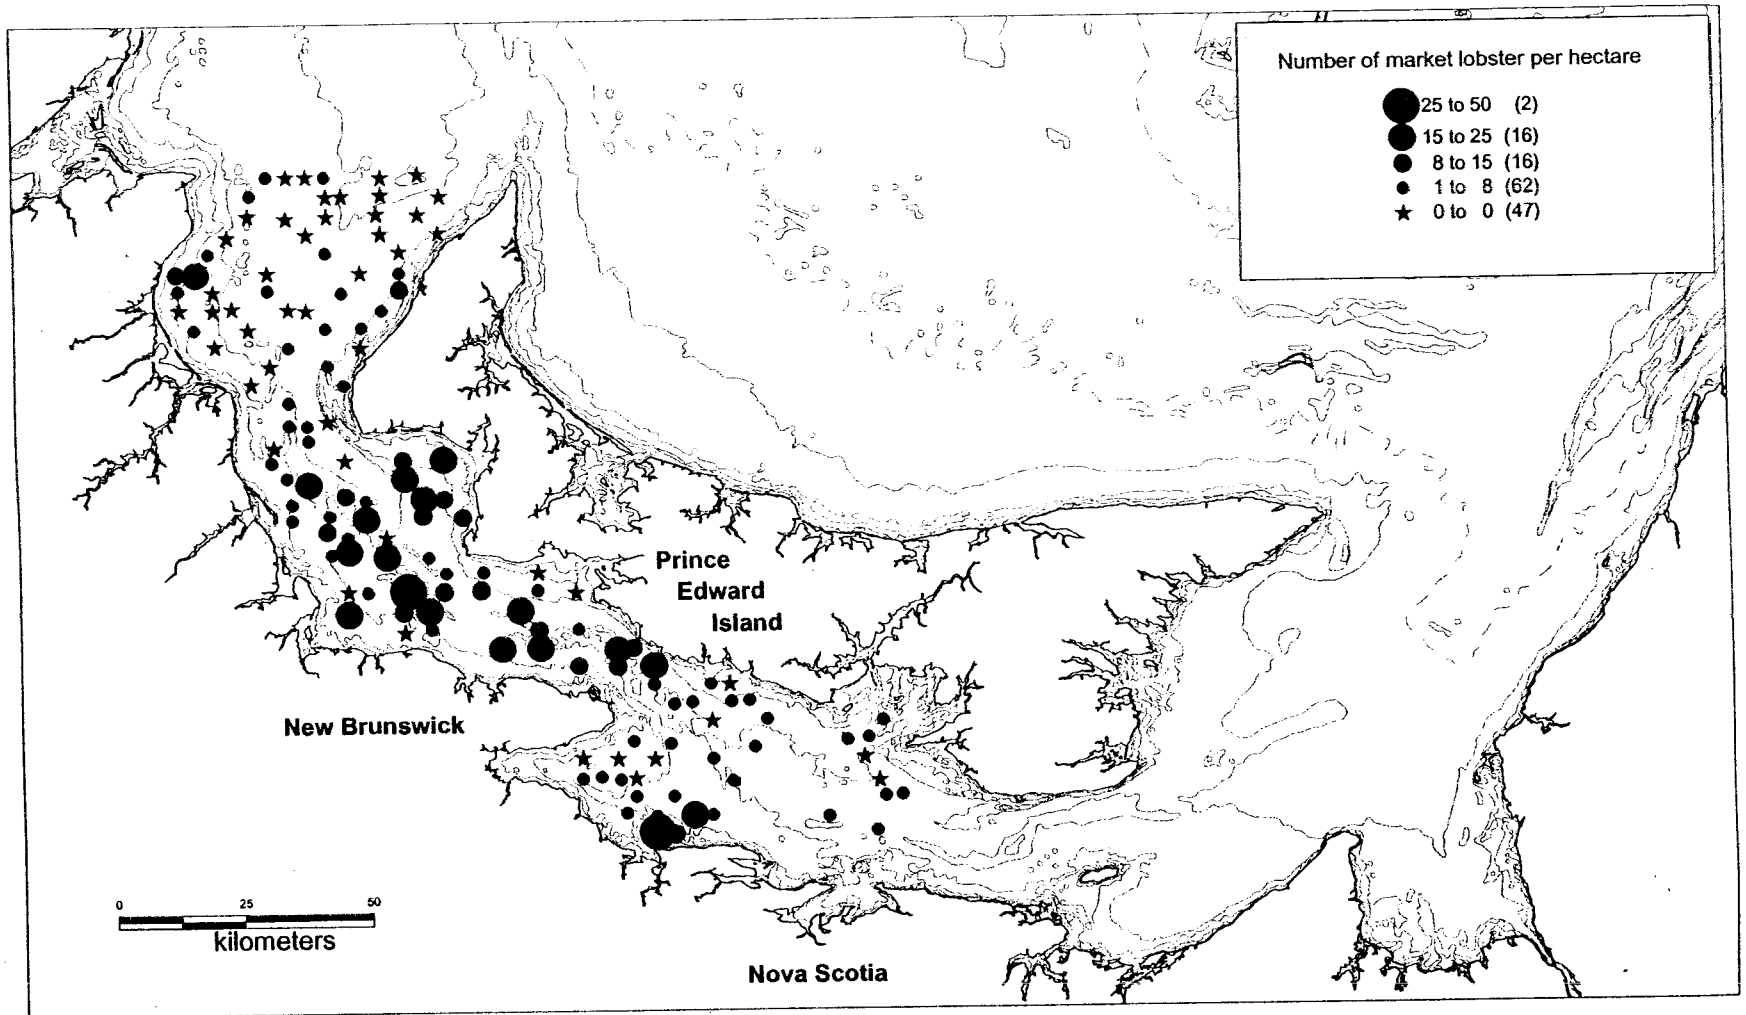 Number of market lobster per hectare
25 to 50 (2)
15 to 25 (16)
8 to 15 (16)
1 to 8 (62)
0 to 0 (47)
Prince
Edward
Island
New Brunswick
0 25 50
kilometers
Nova Scotia